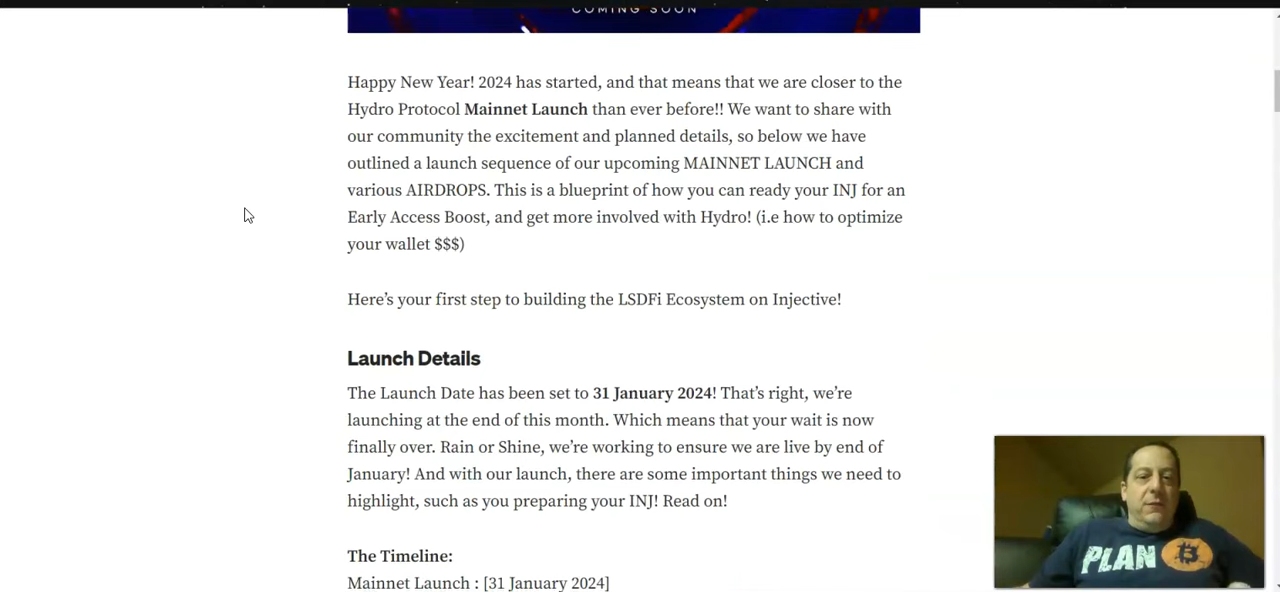 COMING SOON
Happy New Year! 2024 has started, and that means that we are closer to the
Hydro Protocol Mainnet Launch than ever before!! We want to share with
our community the excitement and planned details, so below we have
outlined a launch sequence of our upcoming MAINNET LAUNCH and
various AIRDROPS. This is a blueprint of how you can ready your INJ for an
Early Access Boost, and get more involved with Hydro! (i.e how to optimize
your wallet $$$)
Here’s your first step to building the LSDFi Ecosystem on Injective!
Launch Details
The Launch Date has been set to 31 January 2024! That’s right, we’re
launching at the end of this month. Which means that your wait is now
finally over. Rain or Shine, we’re working to ensure we are live by end of
January! And with our launch, there are some important things we need to
highlight, such as you preparing your INJ! Read on!
The Timeline:
Mainnet Launch : [31 January 2024]
PLAN B